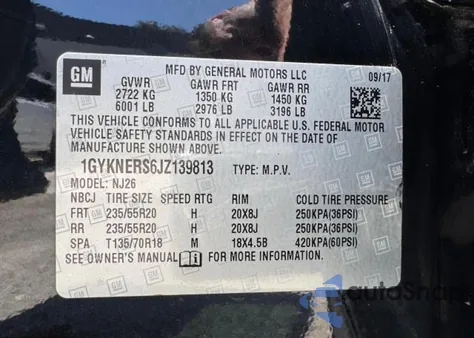 GM
MFD BY GENERAL MOTORS LLC 09/17
GVWR GAWR FRT GAWR RR
2722 KG 1350 KG 1450 KG
6001 LB 2976 LB 3196 LB
THIS VEHICLE CONFORMS TO ALL APPLICABLE U.S. FEDERAL MOTOR
VEHICLE SAFETY STANDARDS IN EFFECT ON THE DATE OF
MANUFACTURE SHOWN ABOVE.
1GYKNERS6JZ139813 TYPE: M.P.V.
MODEL: NJ26
NBCJ TIRE SIZE SPEED RTG RIM COLD TIRE PRESSURE
FRT 235/55R20 H 20X8J 250KPA(36PSI)
RR 235/55R20 H 20X8J 250KPA(36PSI)
SPA T135/70R18 M 18X4.5B 420KPA(60PSI)
SEE OWNER'S MANUAL FOR MORE INFORMATION.